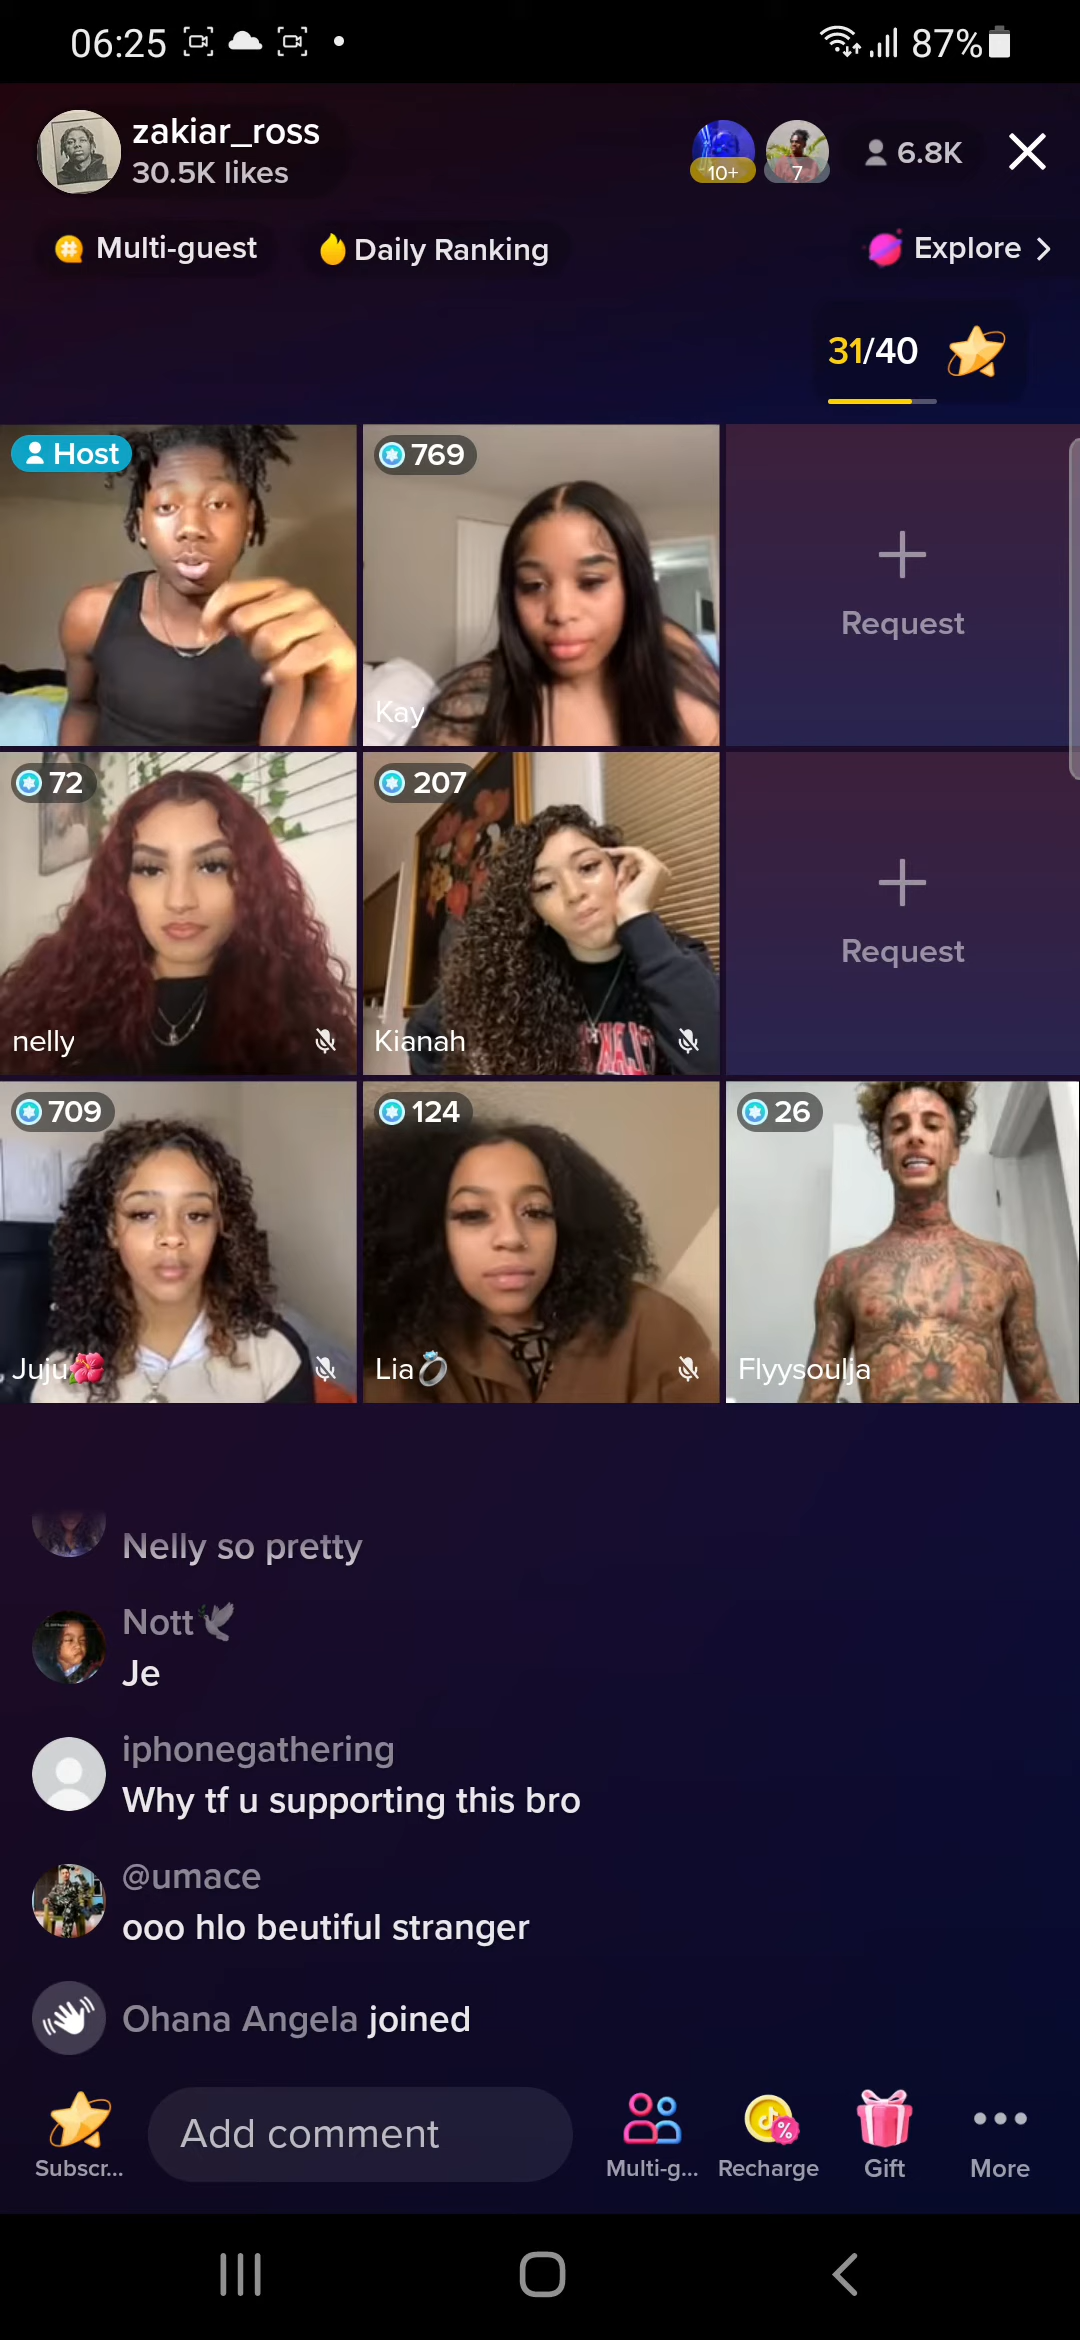 06:25
87%
zakiar_ross
30.5K likes
10+
7
6.8K
Multi-guest
Daily Ranking
Explore
31/40
Host
769
Kay
Request
72
nelly
207
Kianah
Request
709
Juju🌺
124
Lia💍
26
Flyysoulja
Nelly so pretty
Nott🕊
Je
iphonegathering
Why tf u supporting this bro
@umace
ooo hlo beutiful stranger
Ohana Angela joined
Subscr...
Add comment
Multi-g...
Recharge
Gift
More